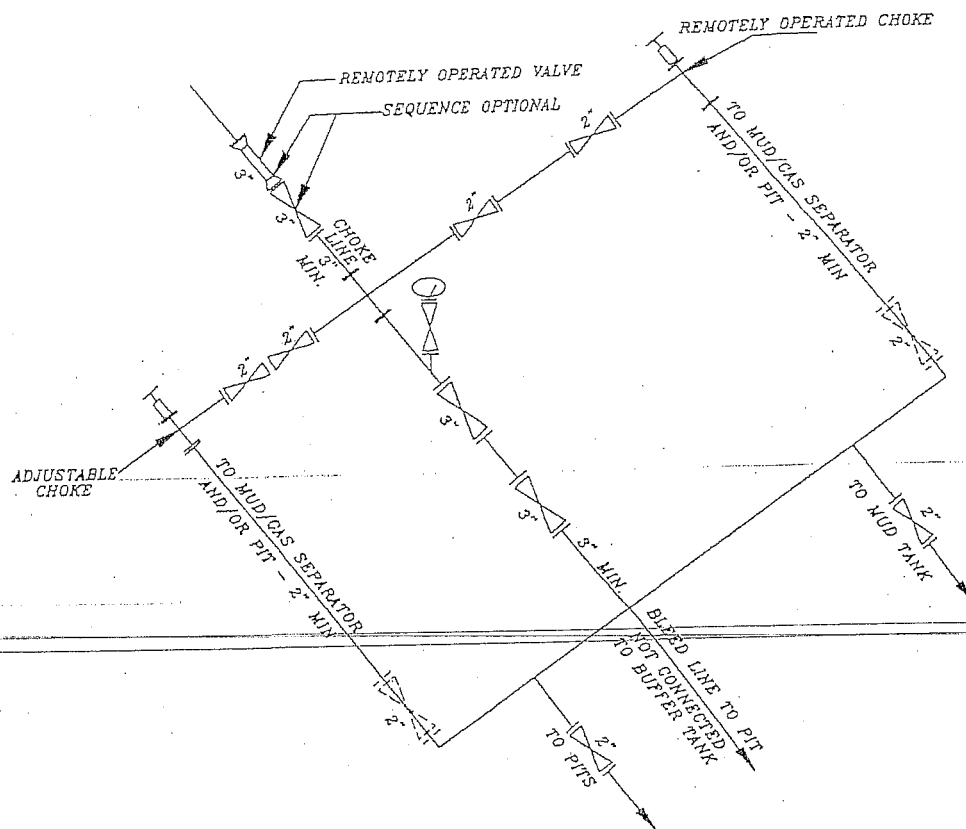 REMOTELY OPERATED CHOKE
REMOTELY OPERATED VALVE
SEQUENCE OPTIONAL
3"
3"
CHOKE
LINE
3"
MIN.
2"
2"
TO MUD/GAS SEPARATOR
AND/OR PIT - 2" MIN
2"
2"
2"
ADJUSTABLE
CHOKE
TO MUD/GAS SEPARATOR
AND/OR PIT - 2" MIN
2"
3"
3"
3" MIN.
BLEED LINE TO PIT
NOT CONNECTED
TO BUFFER TANK
2"
TO MUD TANK
2"
TO PITS